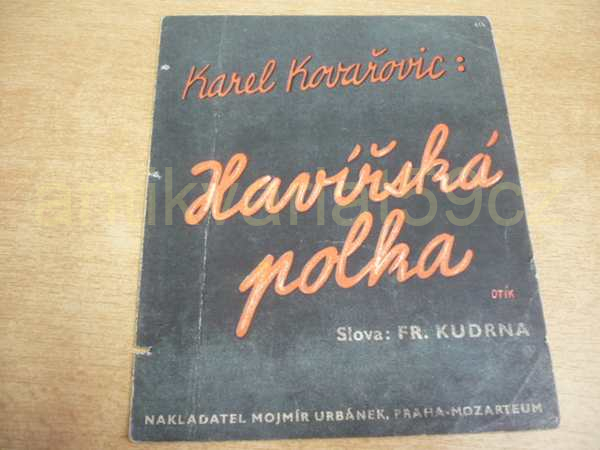 Karel Kovařovic:
Havířská
polka
OTÍK
Slova: FR. KUDRNA
NAKLADATEL MOJMÍR URBÁNEK, PRAHA-MOZARTEUM